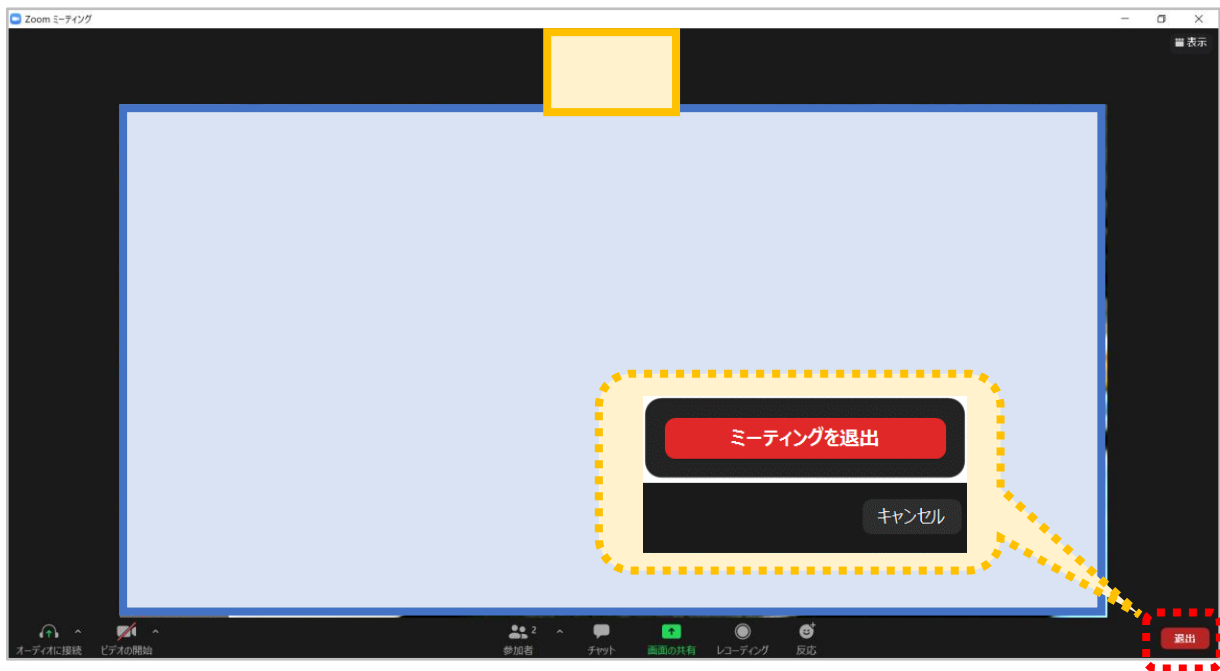 Zoom ミーティング
表示
ミーティングを退出
キャンセル
2
オーディオに接続 ビデオの開始 参加者 チャット 画面の共有 レコーディング 反応 退出